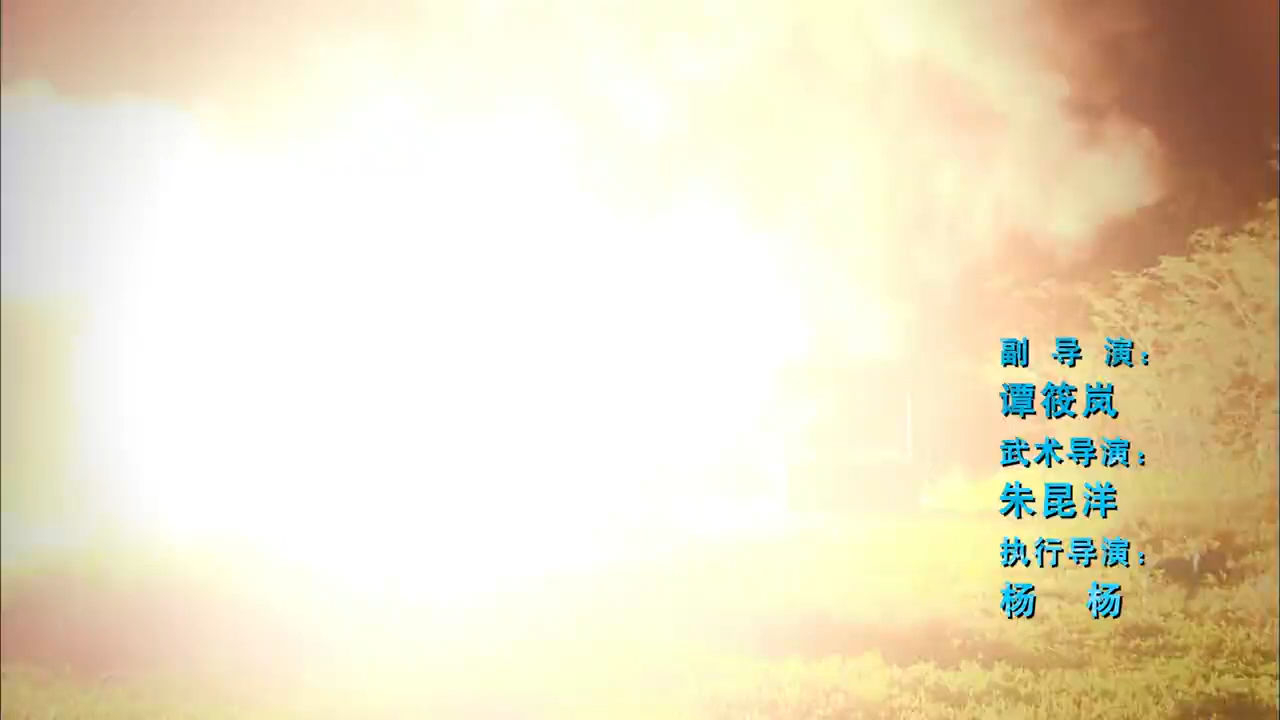 副 导 演：
谭筱岚
武术导演：
朱昆洋
执行导演：
杨 杨